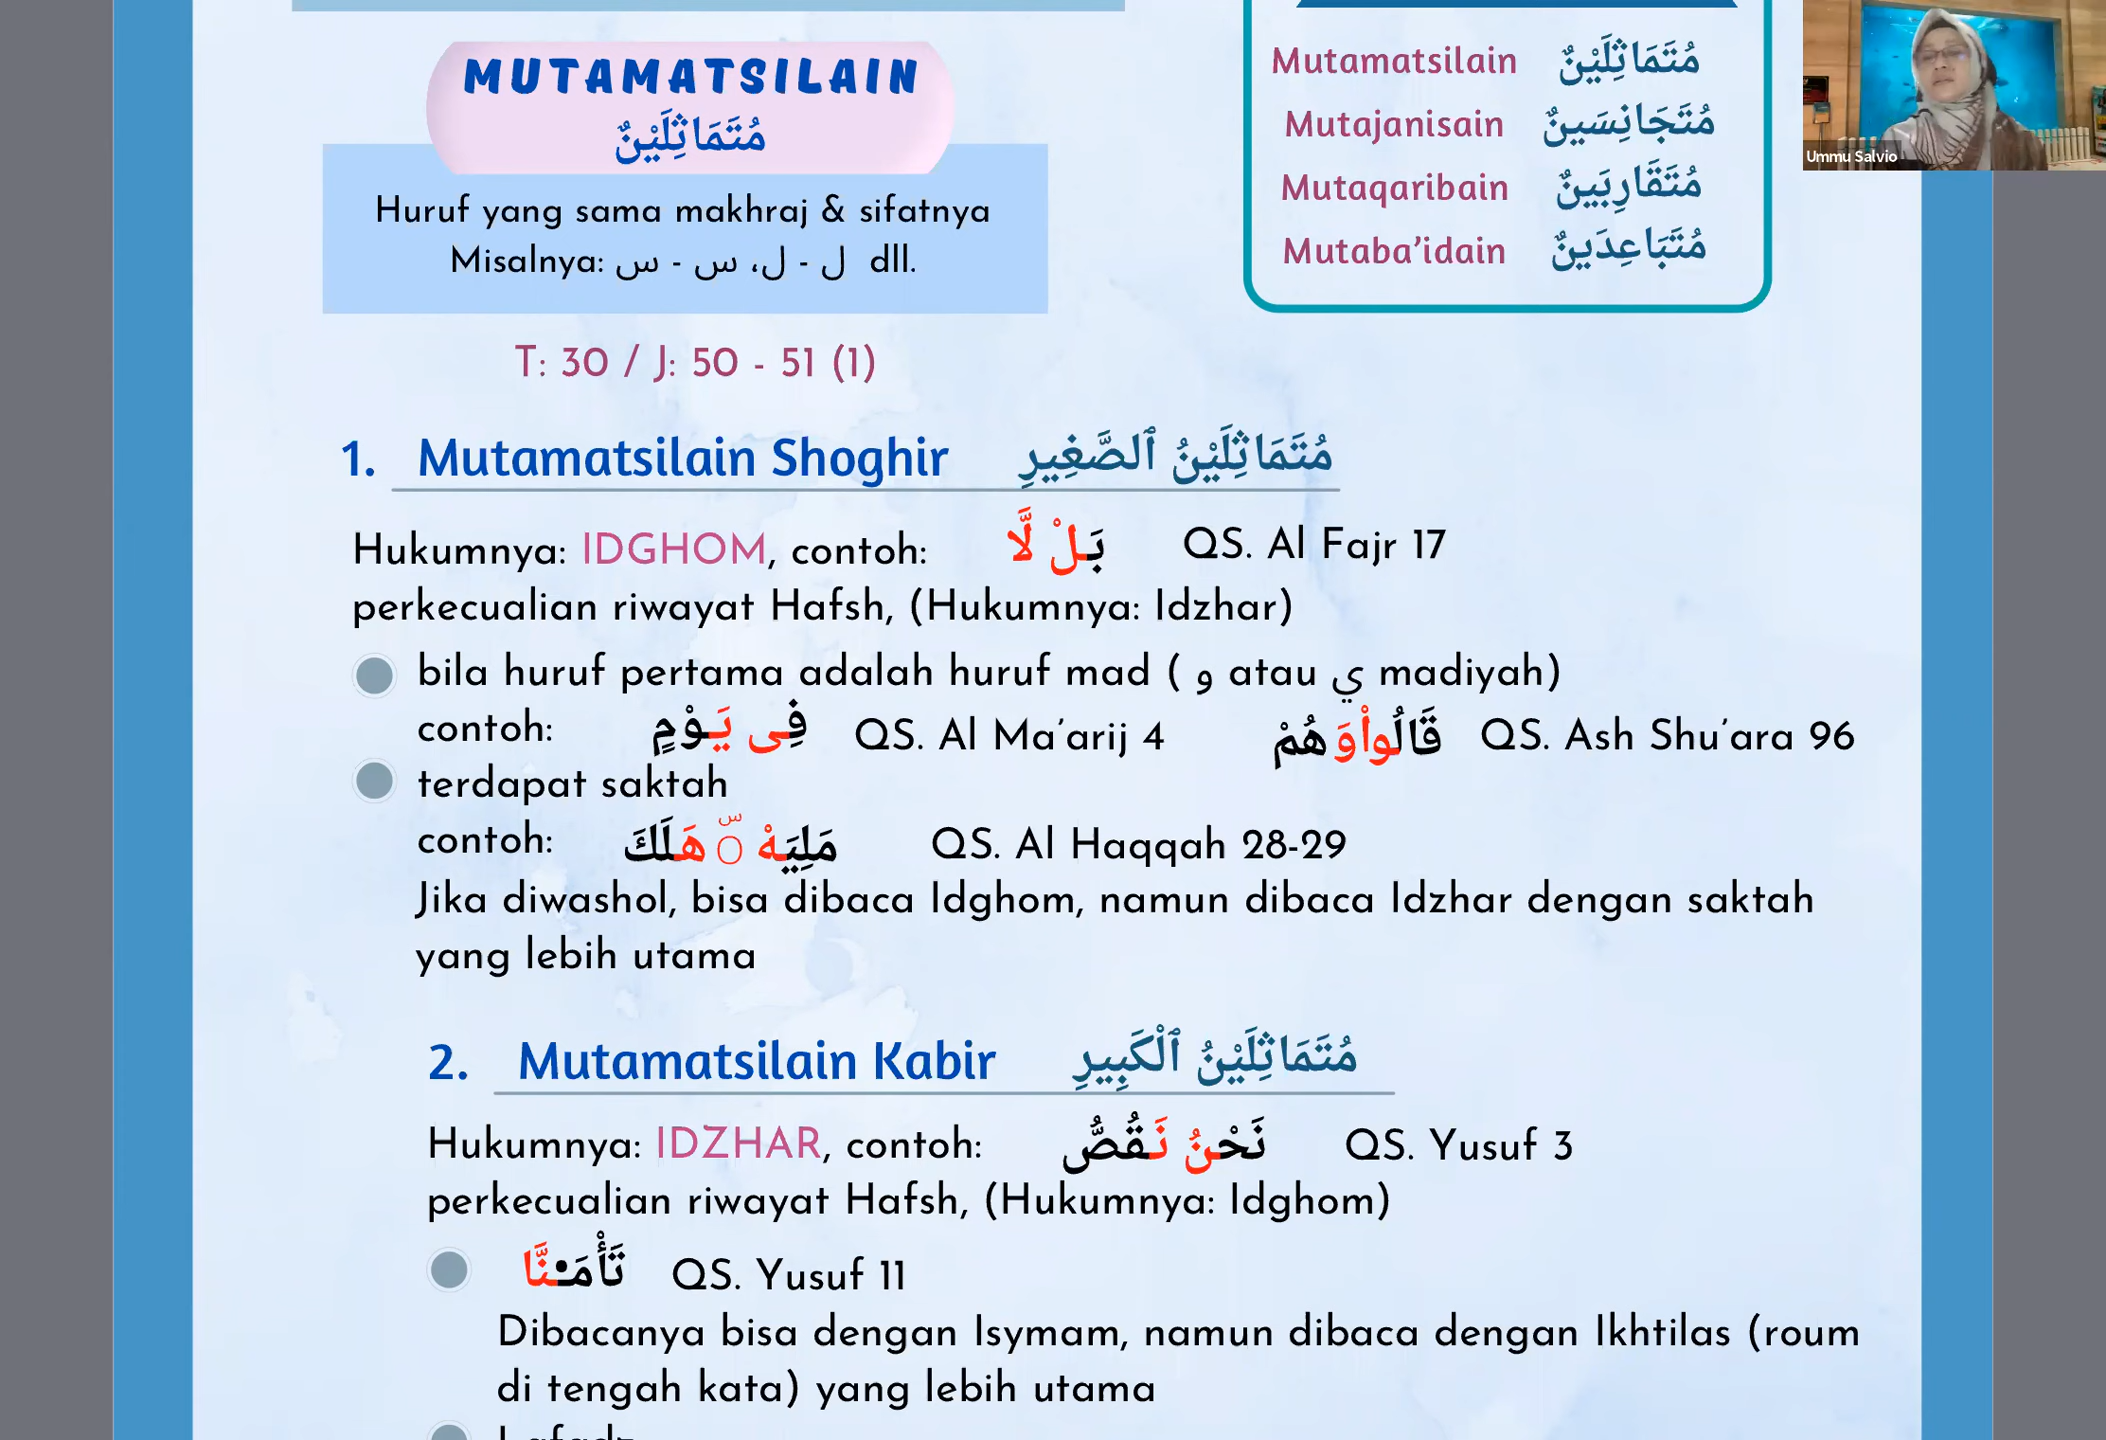 MUTAMATSILAIN
مُتَمَاثِلَيْنٌ
Huruf yang sama makhraj & sifatnya
Misalnya: ل - ل، س - س dll.
Mutamatsilain مُتَمَاثِلَيْنٌ
Mutajanisain مُتَجَانِسَينٌ
Mutaqaribain مُتَقَارِبَينٌ
Mutaba’idain مُتَبَاعِدَينٌ
Ummu Salvio
T: 30 / J: 50 - 51 (1)
1. Mutamatsilain Shoghir مُتَمَاثِلَيْنُ ٱلصَّغِيرِ
Hukumnya: IDGHOM, contoh: بَلْ لَّا QS. Al Fajr 17
perkecualian riwayat Hafsh, (Hukumnya: Idzhar)
bila huruf pertama adalah huruf mad ( و atau ي madiyah)
contoh: فِى يَوْمٍ QS. Al Ma’arij 4 قَالُواْوَهُمْ QS. Ash Shu’ara 96
terdapat saktah
contoh: مَلِيَهْ ۜ هَلَكَ QS. Al Haqqah 28-29
Jika diwashol, bisa dibaca Idghom, namun dibaca Idzhar dengan saktah
yang lebih utama
2. Mutamatsilain Kabir مُتَمَاثِلَيْنُ ٱلْكَبِيرِ
Hukumnya: IDZHAR, contoh: نَحْنُ نَقُصُّ QS. Yusuf 3
perkecualian riwayat Hafsh, (Hukumnya: Idghom)
تَأْمَ۬نَّا QS. Yusuf 11
Dibacanya bisa dengan Isymam, namun dibaca dengan Ikhtilas (roum
di tengah kata) yang lebih utama